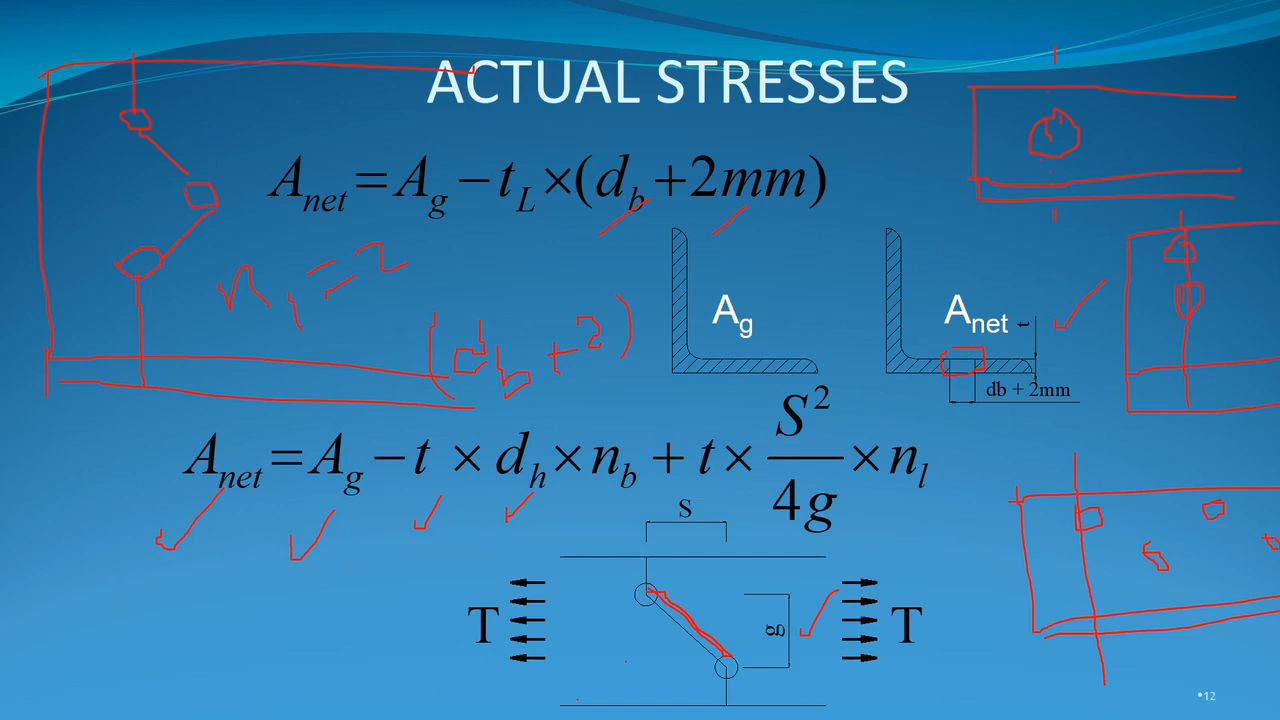 ACTUAL STRESSES
A_net = A_g − t_L × (d_b + 2mm)
n_l = 2
(db + 2)
A_g
A_net
t
db + 2mm
A_net = A_g − t × d_h × n_b + t × S² / 4g × n_l
S
T
g
T
•12